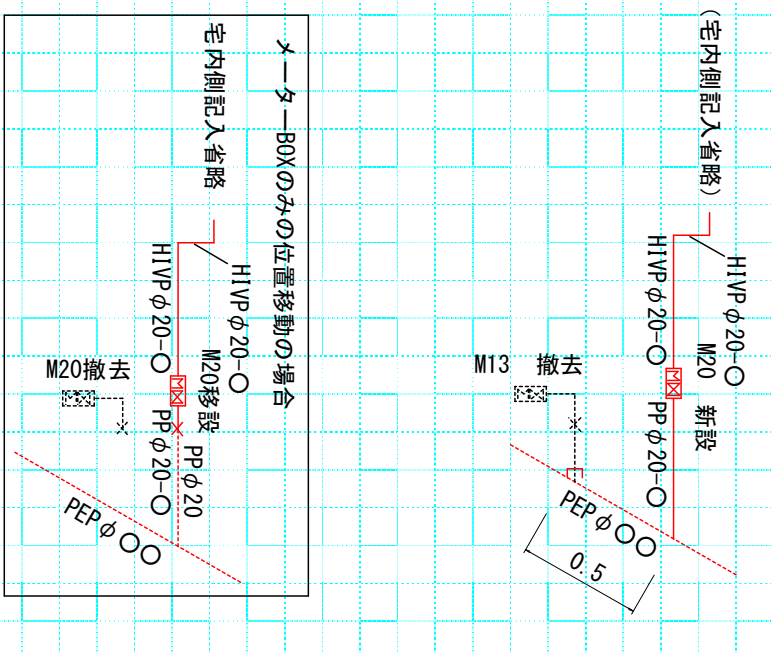 メーターBOXのみの位置移動の場合
宅内側記入省略
HIVPφ20-〇
HIVPφ20-〇
M20移設
PPφ20-〇
PPφ20
M20撤去
PEPφ〇〇
(宅内側記入省略)
HIVPφ20-〇
HIVPφ20-〇
M20 新設
PPφ20-〇
M13 撤去
PEPφ〇〇
0.5